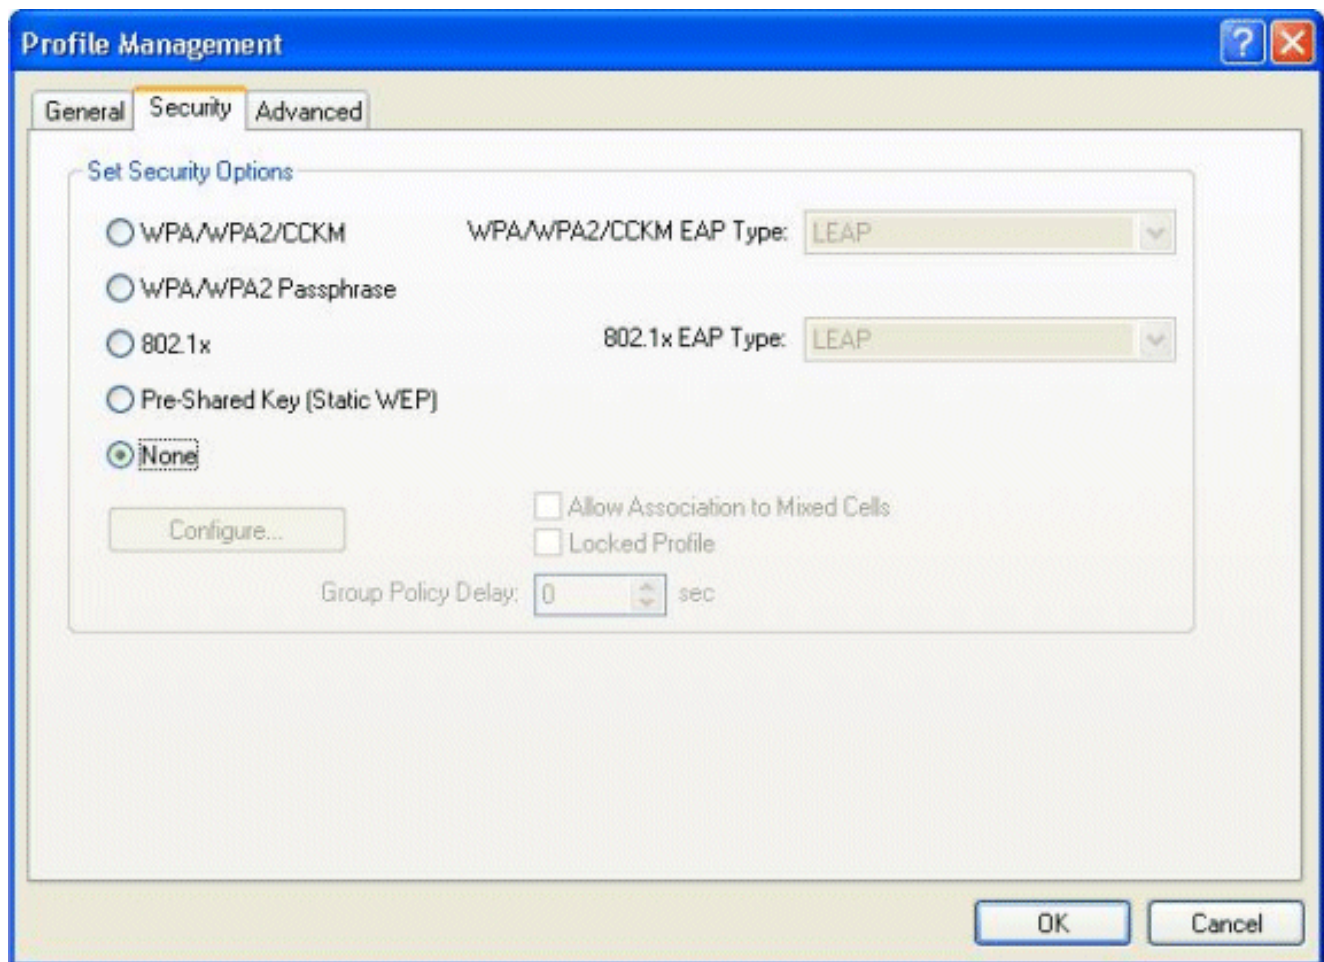 Profile Management
General Security Advanced
Set Security Options
WPA/WPA2/CCKM WPA/WPA2/CCKM EAP Type: LEAP
WPA/WPA2 Passphrase
802.1x 802.1x EAP Type: LEAP
Pre-Shared Key (Static WEP)
None
Configure... Allow Association to Mixed Cells
Locked Profile
Group Policy Delay: 0 sec
OK Cancel